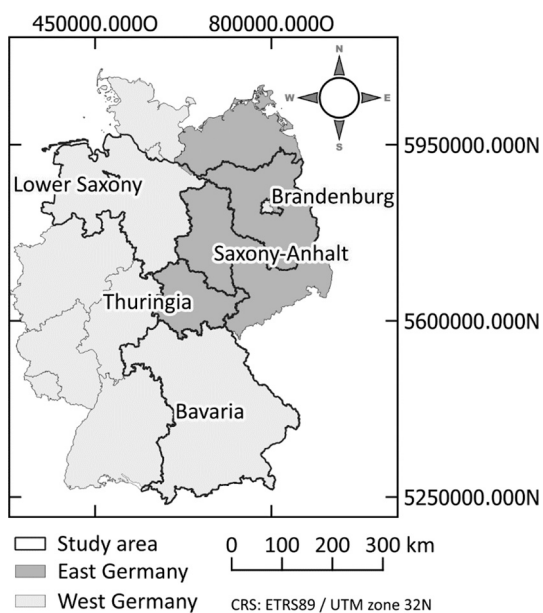 450000.000O 800000.000O
N
W E
S
5950000.000N
Lower Saxony
Brandenburg
Saxony-Anhalt
Thuringia
5600000.000N
Bavaria
5250000.000N
Study area
East Germany
West Germany
0 100 200 300 km
CRS: ETRS89 / UTM zone 32N